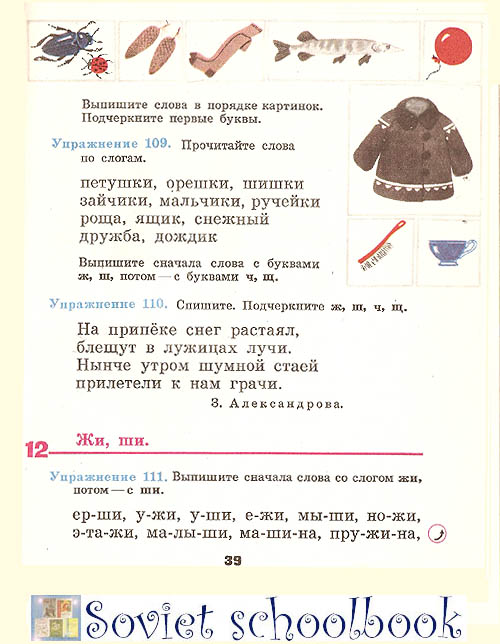 Выпишите слова в порядке картинок.
Подчеркните первые буквы.
Упражнение 109. Прочитайте слова
по слогам.
петушки, орешки, шишки
зайчики, мальчики, ручейки
роща, ящик, снежный
дружба, дождик
Выпишите сначала слова с буквами
ж, ш, потом — с буквами ч, щ.
Упражнение 110. Спишите. Подчеркните ж, ш, ч, щ.
На припёке снег растаял,
блещут в лужицах лучи.
Нынче утром шумной стаей
прилетели к нам грачи.
З. Александрова.
12 Жи, ши.
Упражнение 111. Выпишите сначала слова со слогом жи,
потом — с ши.
ер-ши, у-жи, у-ши, е-жи, мы-ши, но-жи,
э-та-жи, ма-лы-ши, ма-ши-на, пру-жи-на,
39
Soviet schoolbook